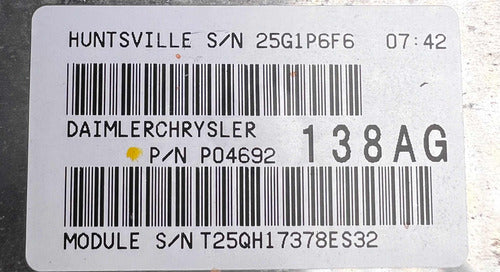 HUNTSVILLE S/N 25G1P6F6 07:42
DAIMLERCHRYSLER
P/N P04692 138AG
MODULE S/N T25QH17378ES32